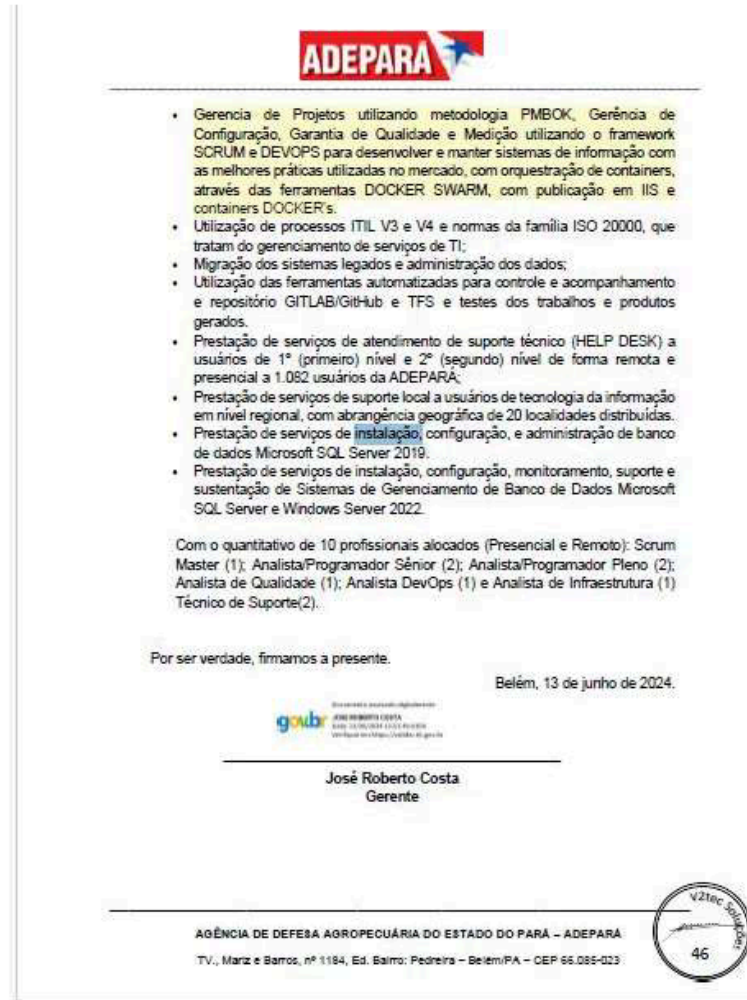 ADEPARÁ
• Gerencia de Projetos utilizando metodologia PMBOK, Gerência de
Configuração, Garantia de Qualidade e Medição utilizando o framework
SCRUM e DEVOPS para desenvolver e manter sistemas de informação com
as melhores práticas utilizadas no mercado, com orquestração de containers,
através das ferramentas DOCKER SWARM, com publicação em IIS e
containers DOCKER's.
• Utilização de processos ITIL V3 e V4 e normas da família ISO 20000, que
tratam do gerenciamento de serviços de TI;
• Migração dos sistemas legados e administração dos dados;
• Utilização das ferramentas automatizadas para controle e acompanhamento
e repositório GITLAB/GitHub e TFS e testes dos trabalhos e produtos
gerados.
• Prestação de serviços de atendimento de suporte técnico (HELP DESK) a
usuários de 1º (primeiro) nível e 2º (segundo) nível de forma remota e
presencial a 1.082 usuários da ADEPARÁ;
• Prestação de serviços de suporte local a usuários de tecnologia da informação
em nível regional, com abrangência geográfica de 20 localidades distribuídas.
• Prestação de serviços de instalação, configuração, e administração de banco
de dados Microsoft SQL Server 2019.
• Prestação de serviços de instalação, configuração, monitoramento, suporte e
sustentação de Sistemas de Gerenciamento de Banco de Dados Microsoft
SQL Server e Windows Server 2022.
Com o quantitativo de 10 profissionais alocados (Presencial e Remoto): Scrum
Master (1); Analista/Programador Sênior (2); Analista/Programador Pleno (2);
Analista de Qualidade (1); Analista DevOps (1) e Analista de Infraestrutura (1)
Técnico de Suporte(2).
Por ser verdade, firmamos a presente.
Belém, 13 de junho de 2024.
gov.br
Documento assinado digitalmente
JOSE ROBERTO COSTA
José Roberto Costa
Gerente
AGÊNCIA DE DEFESA AGROPECUÁRIA DO ESTADO DO PARÁ – ADEPARÁ
TV., Mariz e Barros, nº 1184, Ed. Bairro: Pedreira – Belém/PA – CEP 66.085-023
V2tec Soluções
46